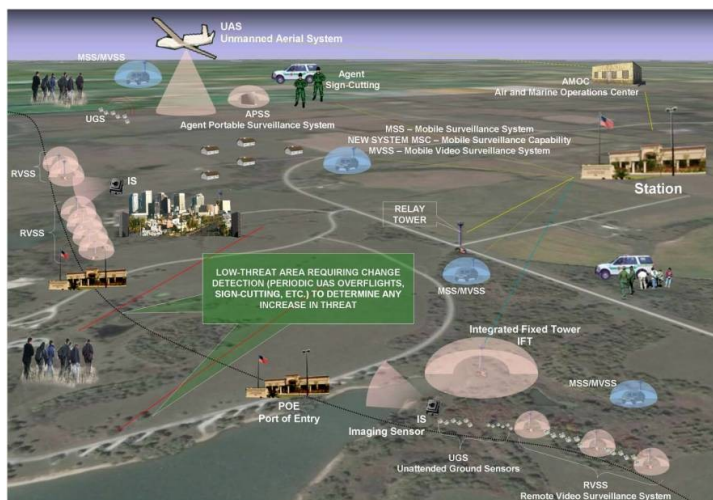 UAS
Unmanned Aerial System
MSS/MVSS
Agent
Sign-Cutting
AMOC
Air and Marine Operations Center
UGS
APSS
Agent Portable Surveillance System
MSS – Mobile Surveillance System
NEW SYSTEM MSC – Mobile Surveillance Capability
MVSS – Mobile Video Surveillance System
RVSS
IS
Station
RVSS
RELAY
TOWER
LOW-THREAT AREA REQUIRING CHANGE
DETECTION (PERIODIC UAS OVERFLIGHTS,
SIGN-CUTTING, ETC.) TO DETERMINE ANY
INCREASE IN THREAT
MSS/MVSS
Integrated Fixed Tower
IFT
MSS/MVSS
POE
Port of Entry
IS
Imaging Sensor
UGS
Unattended Ground Sensors
RVSS
Remote Video Surveillance System